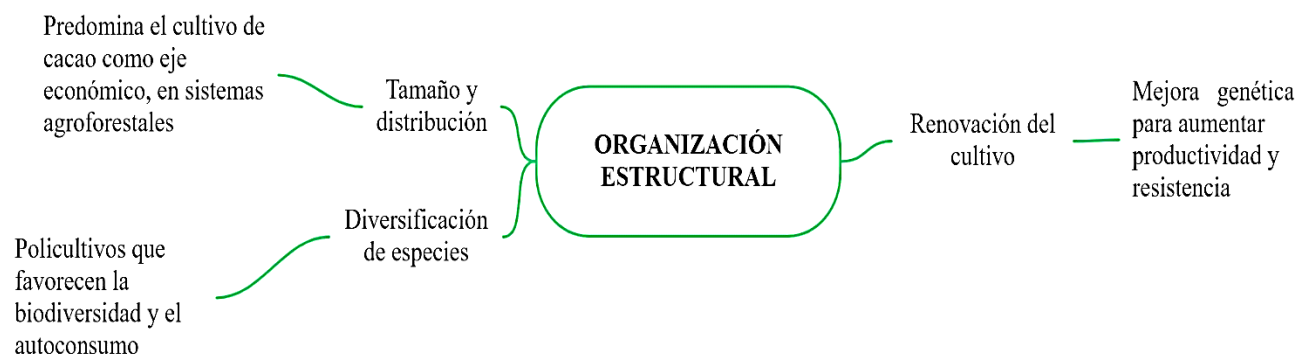 Predomina el cultivo de
cacao como eje
económico, en sistemas
agroforestales
Tamaño y
distribución
Diversificación
de especies
Policultivos que
favorecen la
biodiversidad y el
autoconsumo
ORGANIZACIÓN
ESTRUCTURAL
Renovación del
cultivo
Mejora genética
para aumentar
productividad y
resistencia